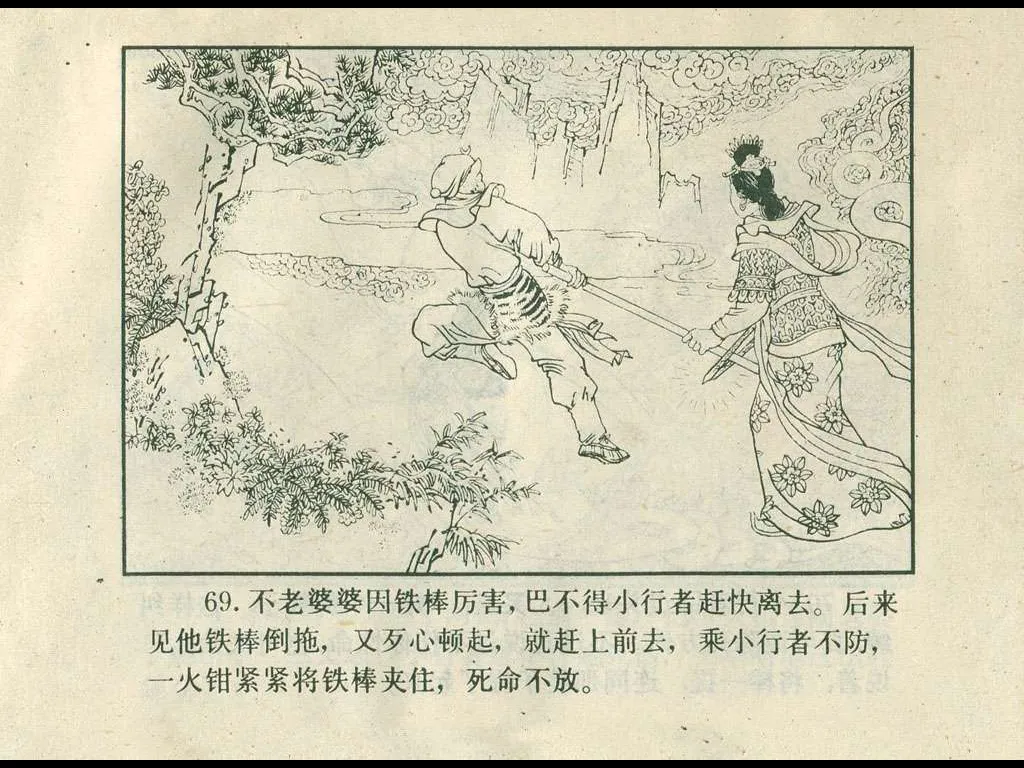 69. 不老婆婆因铁棒厉害，巴不得小行者赶快离去。后来
见他铁棒倒拖，又歹心顿起，就赶上前去，乘小行者不防，
一火钳紧紧将铁棒夹住，死命不放。